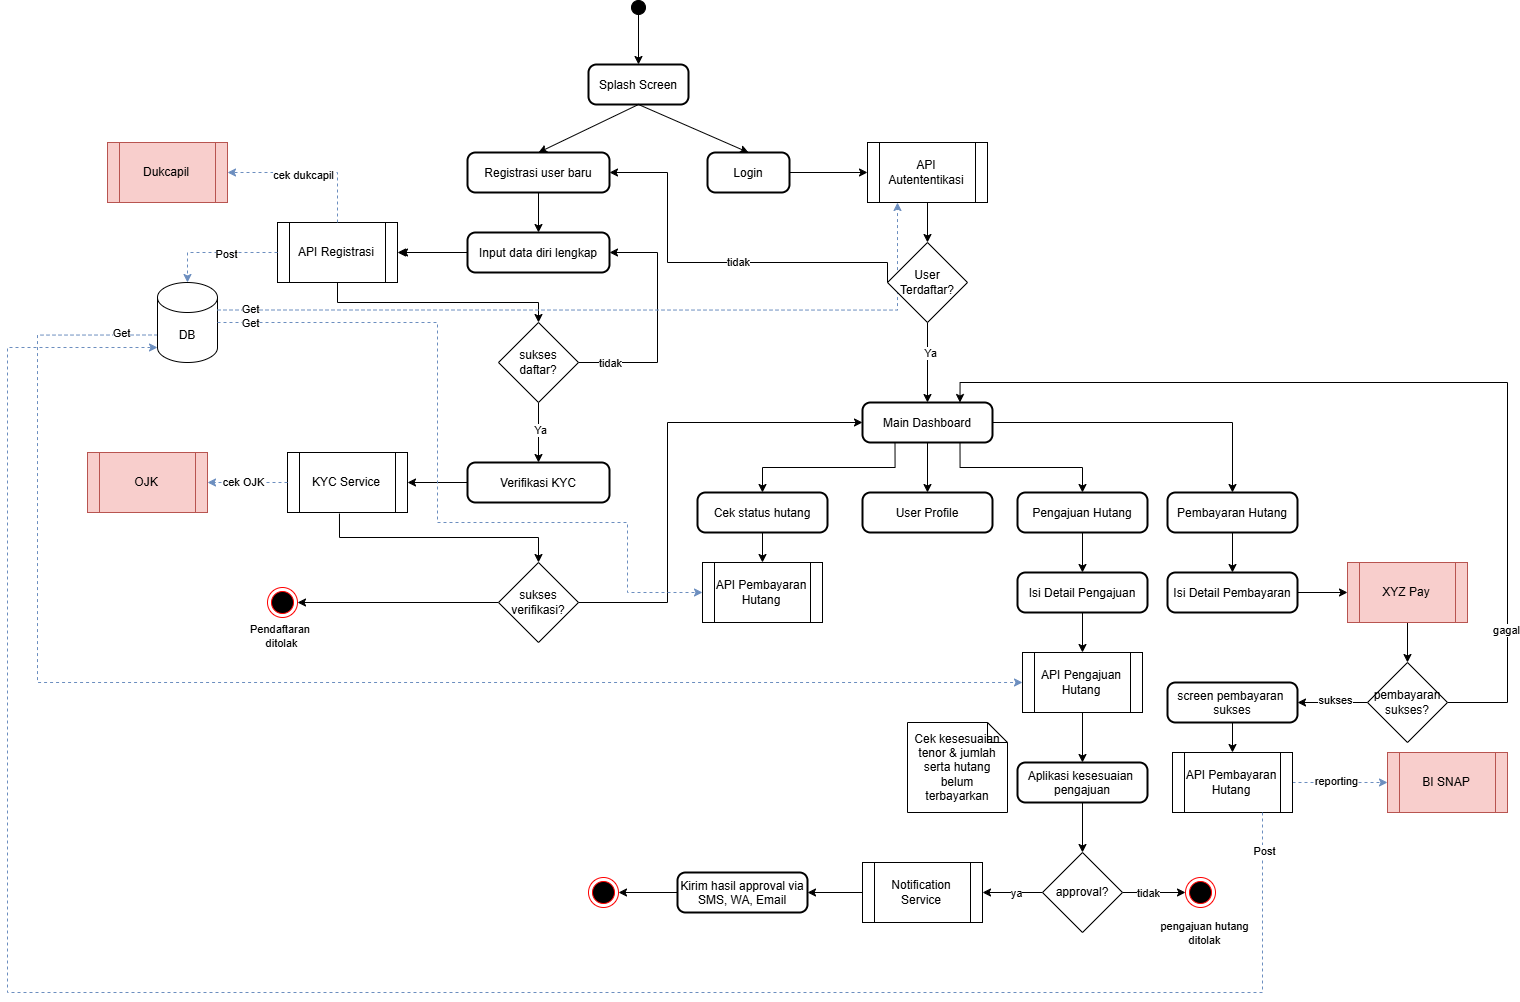 Splash Screen
Dukcapil
cek dukcapil
Registrasi user baru
Login
API
Autententikasi
Post
API Registrasi
Input data diri lengkap
tidak
User
Terdaftar?
Get
Get
Get
DB
sukses
daftar?
tidak
Ya
Ya
Main Dashboard
OJK
cek OJK
KYC Service
Verifikasi KYC
Cek status hutang
User Profile
Pengajuan Hutang
Pembayaran Hutang
sukses
verifikasi?
API Pembayaran
Hutang
Isi Detail Pengajuan
Isi Detail Pembayaran
XYZ Pay
Pendaftaran
ditolak
gagal
API Pengajuan
Hutang
screen pembayaran
sukses
sukses
pembayaran
sukses?
Cek kesesuaian
tenor & jumlah
serta hutang
belum
terbayarkan
Aplikasi kesesuaian
pengajuan
API Pembayaran
Hutang
reporting
BI SNAP
Post
Kirim hasil approval via
SMS, WA, Email
Notification
Service
ya
approval?
tidak
pengajuan hutang
ditolak